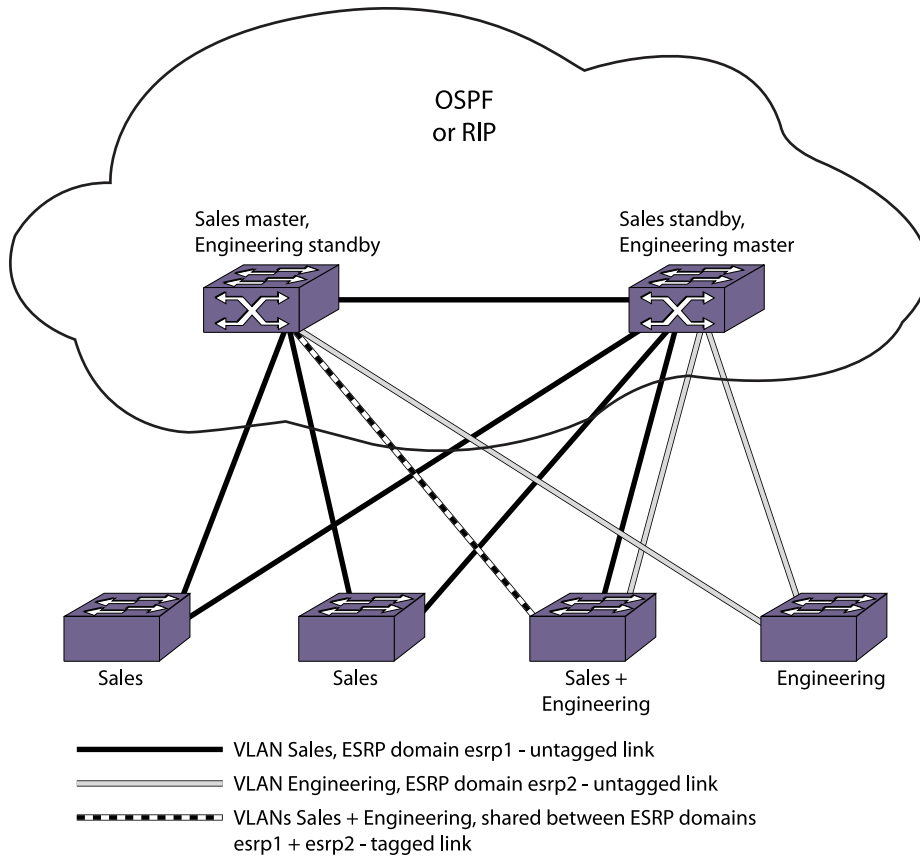 OSPF
or RIP
Sales master,
Engineering standby
Sales standby,
Engineering master
Sales
Sales
Sales +
Engineering
Engineering
VLAN Sales, ESRP domain esrp1 - untagged link
VLAN Engineering, ESRP domain esrp2 - untagged link
VLANs Sales + Engineering, shared between ESRP domains
esrp1 + esrp2 - tagged link